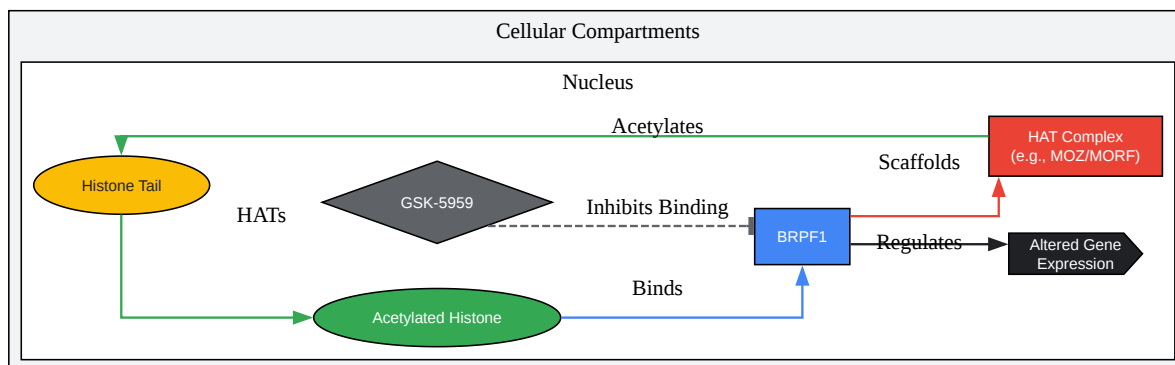 Cellular Compartments
Nucleus
Acetylates
HAT Complex
(e.g., MOZ/MORF)
Scaffolds
Histone Tail
GSK-5959
HATs
Inhibits Binding
BRPF1
Regulates
Altered Gene
Expression
Binds
Acetylated Histone